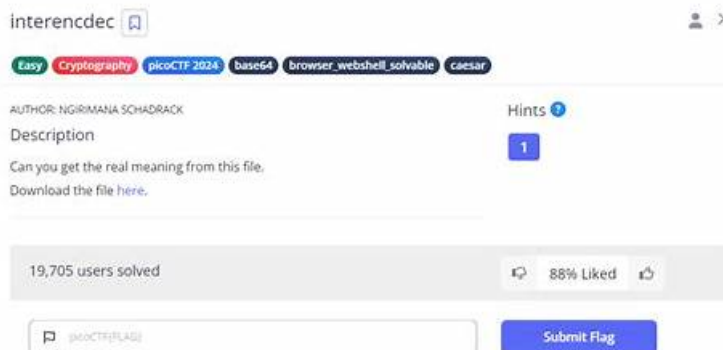 interencdec
Easy Cryptography picoCTF 2024 base64 browser_webshell_solvable caesar
AUTHOR: NGIRIMANA SCHADRACK
Hints ?
Description
1
Can you get the real meaning from this file.
Download the file here.
19,705 users solved
88% Liked
picoCTF{FLAG}
Submit Flag